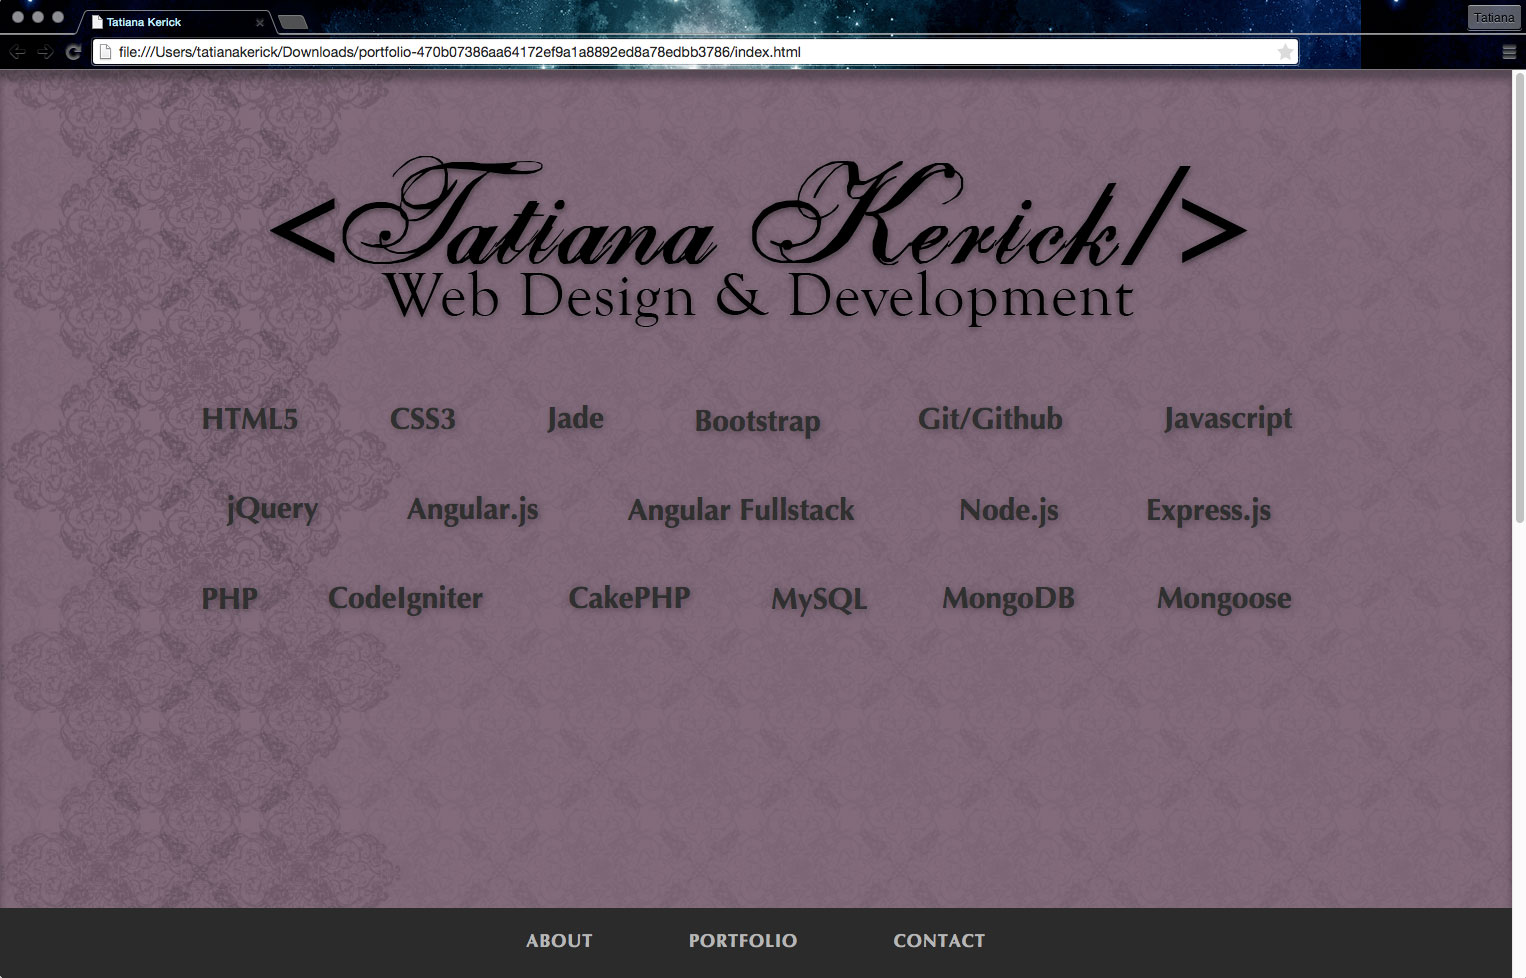 Tatiana Kerick
Tatiana
file:///Users/tatianakerick/Downloads/portfolio-470b07386aa64172ef9a1a8892ed8a78edbb3786/index.html
<Tatiana Kerick/>
Web Design & Development
HTML5 CSS3 Jade Bootstrap Git/Github Javascript
jQuery Angular.js Angular Fullstack Node.js Express.js
PHP CodeIgniter CakePHP MySQL MongoDB Mongoose
ABOUT PORTFOLIO CONTACT